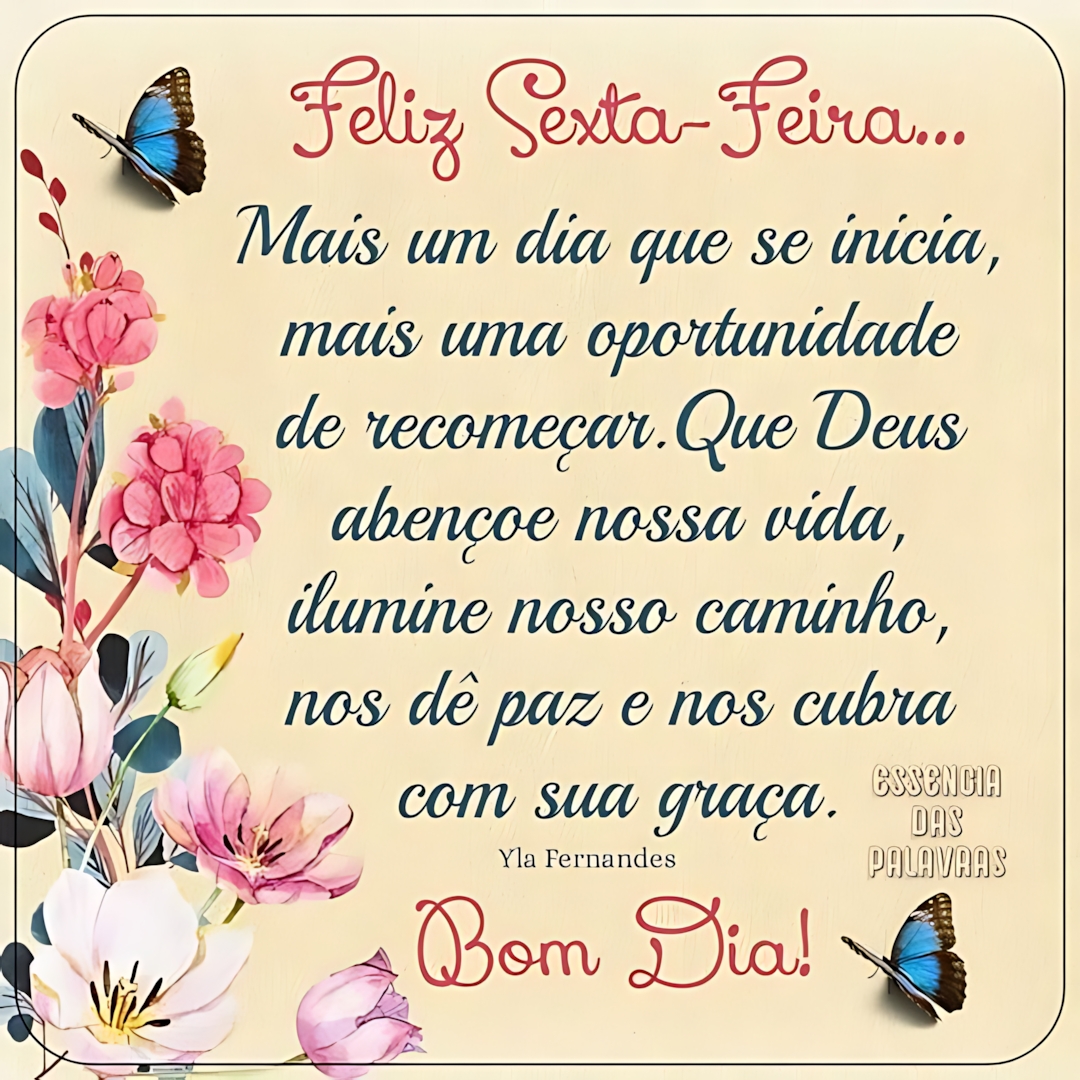 Feliz Sexta-Feira...
Mais um dia que se inicia,
mais uma oportunidade
de recomeçar. Que Deus
abençoe nossa vida,
ilumine nosso caminho,
nos dê paz e nos cubra
com sua graça.
ESSENCIA
DAS
PALAVRAS
Yla Fernandes
Bom Dia!